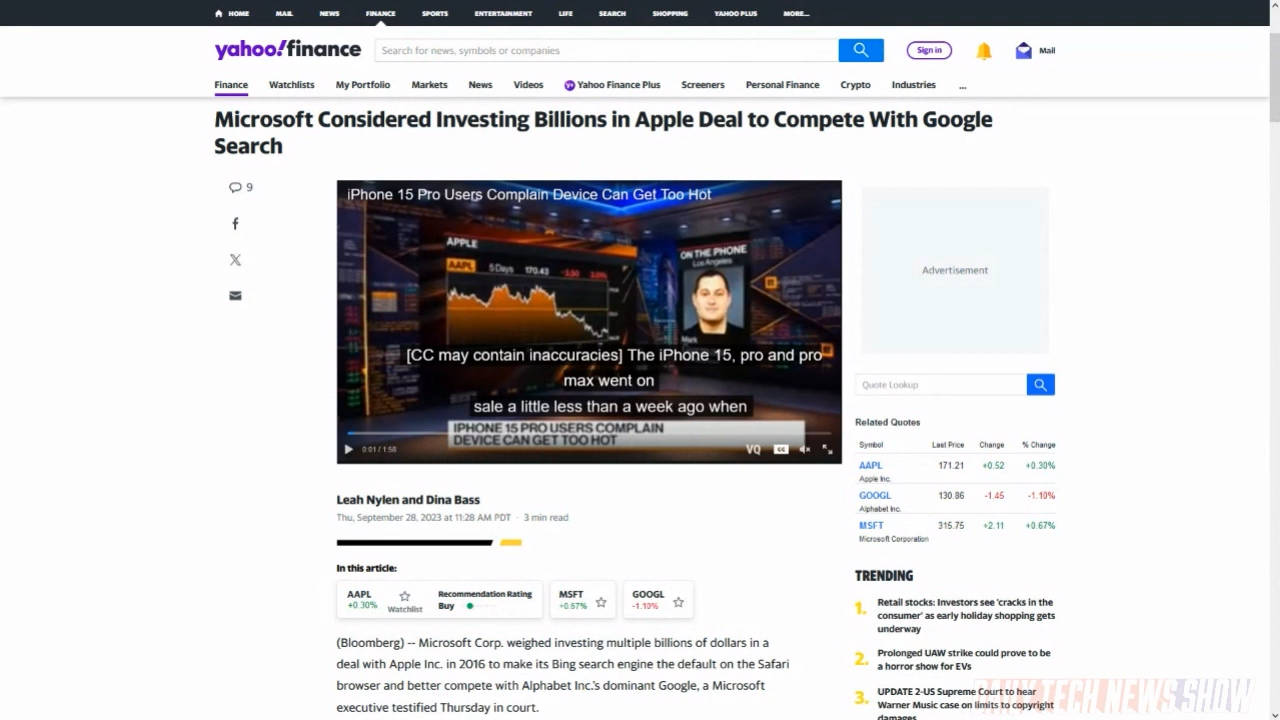 HOME MAIL NEWS FINANCE SPORTS ENTERTAINMENT LIFE SEARCH SHOPPING YAHOO PLUS MORE...
yahoo!finance
Search for news, symbols or companies
Sign in
Mail
Finance Watchlists My Portfolio Markets News Videos Yahoo Finance Plus Screeners Personal Finance Crypto Industries ...
Microsoft Considered Investing Billions in Apple Deal to Compete With Google
Search
9
iPhone 15 Pro Users Complain Device Can Get Too Hot
APPLE
AAPL 5 Days 170.43
ON THE PHONE
Los Angeles
Mark
[CC may contain inaccuracies] The iPhone 15, pro and pro
max went on
sale a little less than a week ago when
IPHONE 15 PRO USERS COMPLAIN
DEVICE CAN GET TOO HOT
0:01 / 1:58
VQ CC
Leah Nylen and Dina Bass
Thu, September 28, 2023 at 11:28 AM PDT · 3 min read
In this article:
AAPL
+0.30%
Watchlist
Recommendation Rating
Buy
MSFT
+0.67%
GOOGL
-1.10%
(Bloomberg) -- Microsoft Corp. weighed investing multiple billions of dollars in a
deal with Apple Inc. in 2016 to make its Bing search engine the default on the Safari
browser and better compete with Alphabet Inc.'s dominant Google, a Microsoft
executive testified Thursday in court.
Advertisement
Quote Lookup
Related Quotes
Symbol Last Price Change % Change
AAPL 171.21 +0.52 +0.30%
Apple Inc.
GOOGL 130.86 -1.45 -1.10%
Alphabet Inc.
MSFT 315.75 +2.11 +0.67%
Microsoft Corporation
TRENDING
1. Retail stocks: Investors see 'cracks in the
consumer' as early holiday shopping gets
underway
2. Prolonged UAW strike could prove to be
a horror show for EVs
3. UPDATE 2-US Supreme Court to hear
Warner Music case on limits to copyright
damages
DAILY TECH NEWS SHOW